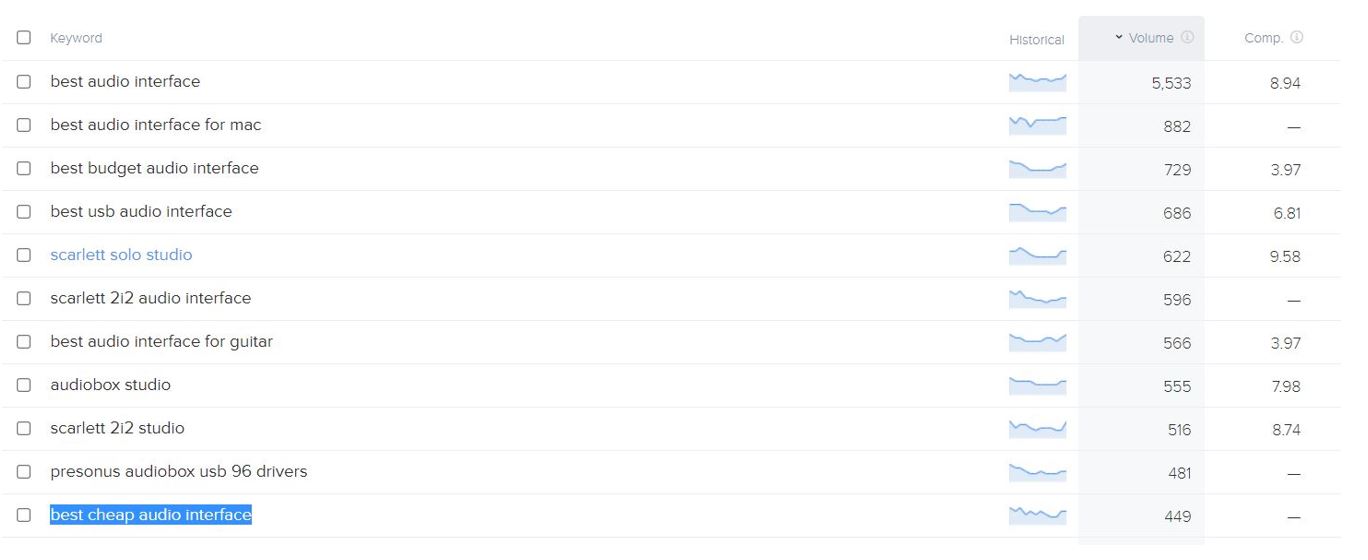 Keyword Historical Volume Comp.
best audio interface 5,533 8.94
best audio interface for mac 882 —
best budget audio interface 729 3.97
best usb audio interface 686 6.81
scarlett solo studio 622 9.58
scarlett 2i2 audio interface 596 —
best audio interface for guitar 566 3.97
audiobox studio 555 7.98
scarlett 2i2 studio 516 8.74
presonus audiobox usb 96 drivers 481 —
best cheap audio interface 449 —